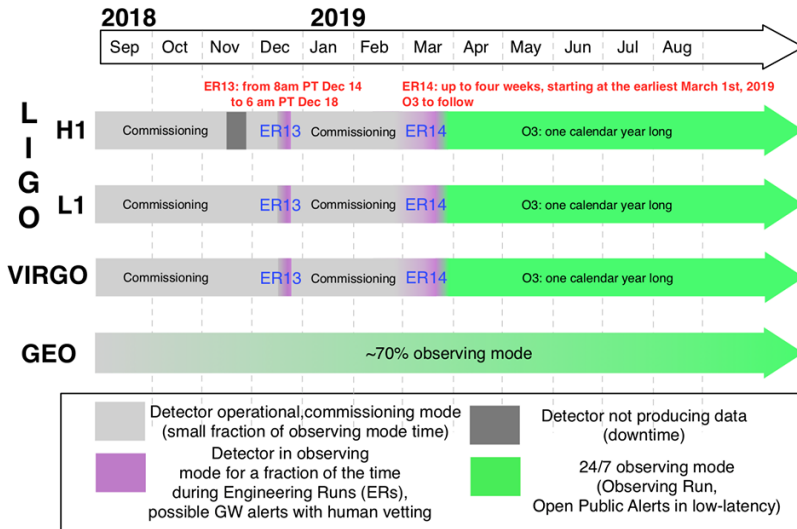 2018 2019
Sep Oct Nov Dec Jan Feb Mar Apr May Jun Jul Aug
ER13: from 8am PT Dec 14
to 6 am PT Dec 18
ER14: up to four weeks, starting at the earliest March 1st, 2019
O3 to follow
LIGO
H1 Commissioning ER13 Commissioning ER14 O3: one calendar year long
L1 Commissioning ER13 Commissioning ER14 O3: one calendar year long
VIRGO Commissioning ER13 Commissioning ER14 O3: one calendar year long
GEO ~70% observing mode
Detector operational,commissioning mode
(small fraction of observing mode time)
Detector not producing data
(downtime)
Detector in observing
mode for a fraction of the time
during Engineering Runs (ERs),
possible GW alerts with human vetting
24/7 observing mode
(Observing Run,
Open Public Alerts in low-latency)